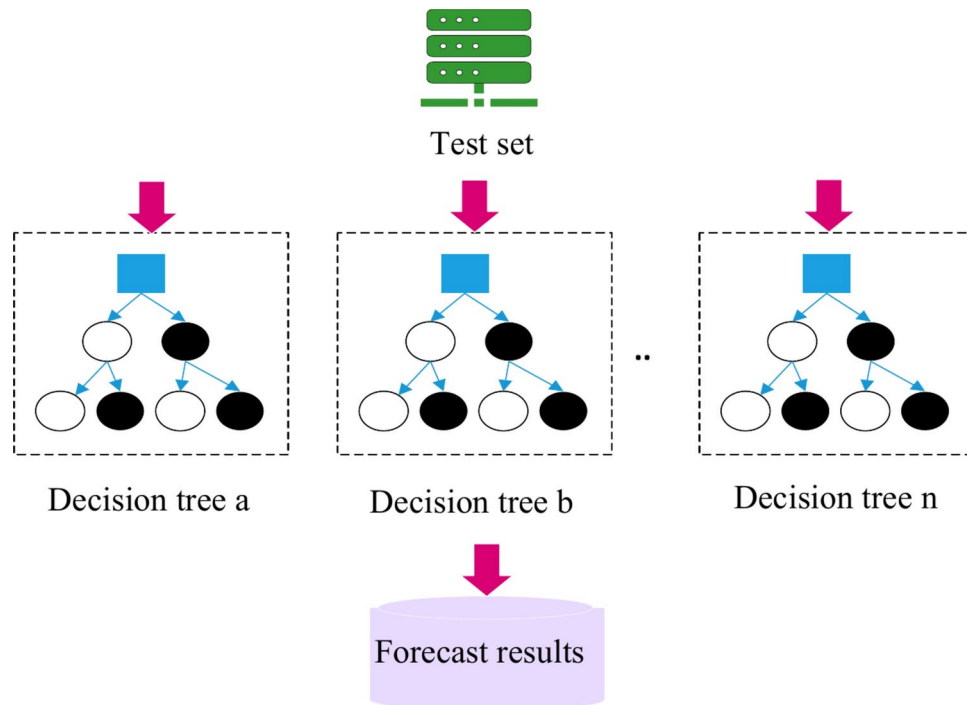 Test set
..
Decision tree a
Decision tree b
Decision tree n
Forecast results